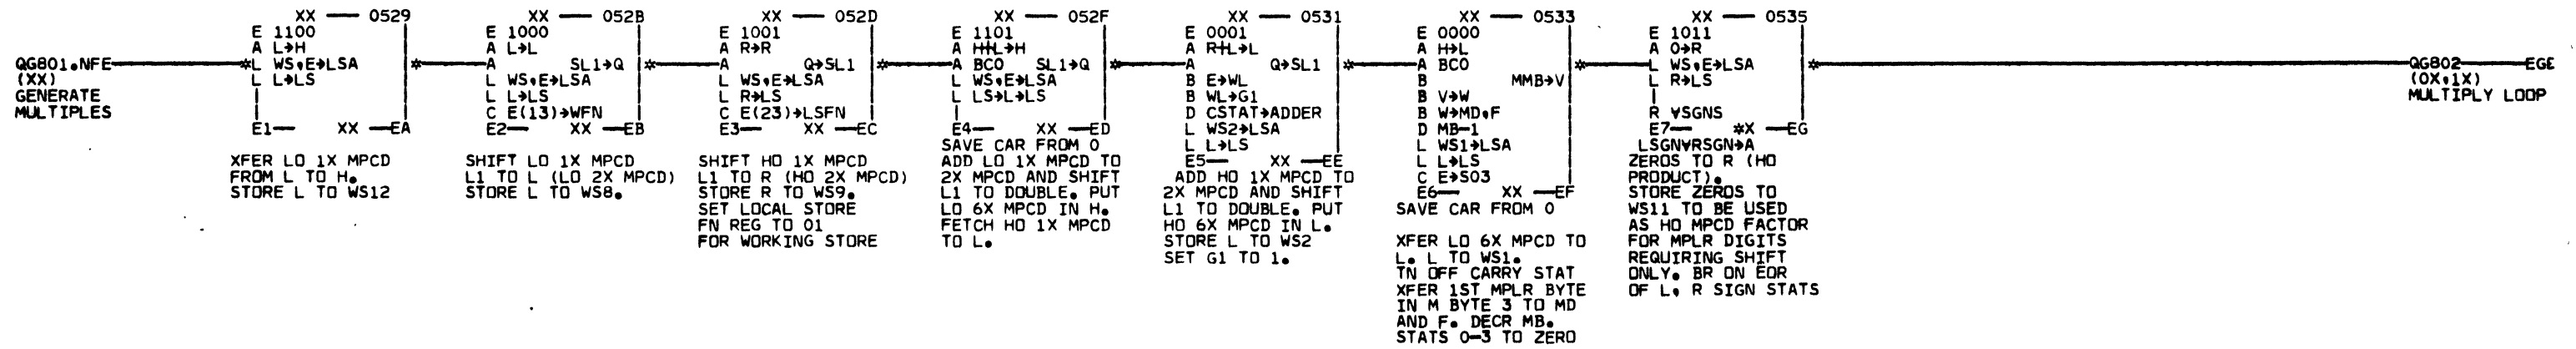 QG801.NFE
(XX)
GENERATE
MULTIPLES
XX — 0529
E 1100
A L→H
*L WS,E→LSA
L L→LS
E1— XX —EA
XFER LO 1X MPCD
FROM L TO H.
STORE L TO WS12
XX — 052B
E 1000
A L→L
A SL1→Q
L WS,E→LSA
L L→LS
C E(13)→WFN
E2— XX —EB
SHIFT LO 1X MPCD
L1 TO L (LO 2X MPCD)
STORE L TO WS8.
XX — 052D
E 1001
A R→R
A Q→SL1
L WS,E→LSA
L R→LS
C E(23)→LSFN
E3— XX —EC
SHIFT HO 1X MPCD
L1 TO R (HO 2X MPCD)
STORE R TO WS9.
SET LOCAL STORE
FN REG TO 01
FOR WORKING STORE
XX — 052F
E 1101
A H+L→H
A BCO SL1→Q
L WS,E→LSA
L LS→L→LS
E4— XX —ED
SAVE CAR FROM 0
ADD LO 1X MPCD TO
2X MPCD AND SHIFT
L1 TO DOUBLE. PUT
LO 6X MPCD IN H.
FETCH HO 1X MPCD
TO L.
XX — 0531
E 0001
A R+L→L
A Q→SL1
B E→WL
B WL→G1
D CSTAT→ADDER
L WS2→LSA
L L→LS
E5— XX —EE
ADD HO 1X MPCD TO
2X MPCD AND SHIFT
L1 TO DOUBLE. PUT
HO 6X MPCD IN L.
STORE L TO WS2
SET G1 TO 1.
XX — 0533
E 0000
A H→L
A BCO
B MMB→V
B V→W
B W→MD,F
D MB-1
L WS1→LSA
L L→LS
C E→S03
E6— XX —EF
SAVE CAR FROM 0
XFER LO 6X MPCD TO
L. L TO WS1.
TN OFF CARRY STAT
XFER 1ST MPLR BYTE
IN M BYTE 3 TO MD
AND F. DECR MB.
STATS 0-3 TO ZERO
XX — 0535
E 1011
A 0→R
L WS,E→LSA
L R→LS
R ∀SGNS
E7— *X —EG
LSGN∀RSGN→A
ZEROS TO R (HO
PRODUCT).
STORE ZEROS TO
WS11 TO BE USED
AS HO MPCD FACTOR
FOR MPLR DIGITS
REQUIRING SHIFT
ONLY. BR ON EOR
OF L, R SIGN STATS
QG802 —EGE
(0X,1X)
MULTIPLY LOOP